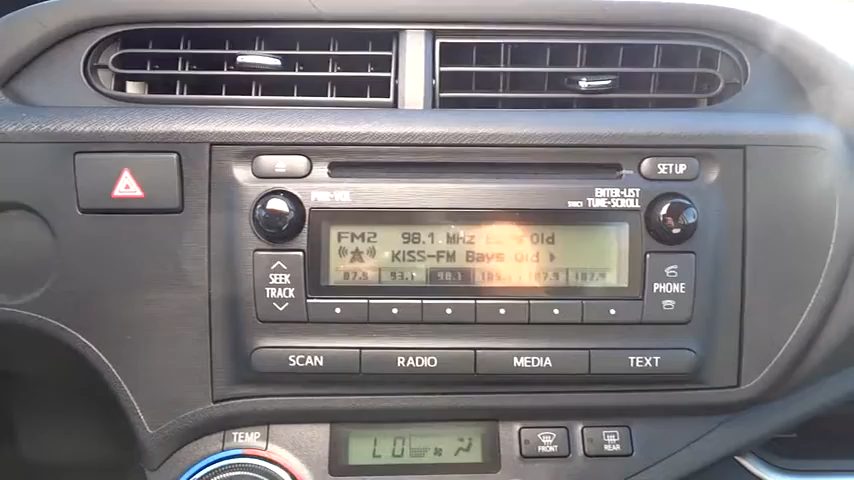 SET UP
PWR·VOL
ENTER-LIST
TUNE·SCROLL
FM2 98.1 MHz Old
KISS-FM Bays Old
87.9 93.1 98.1 107.9
SEEK
TRACK
PHONE
SCAN RADIO MEDIA TEXT
TEMP
LO
FRONT
REAR